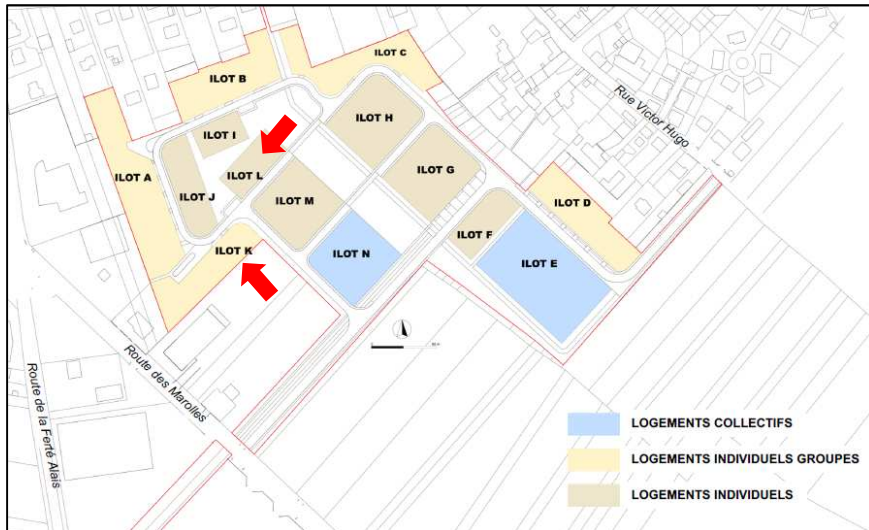 ILOT C
ILOT B
ILOT H
ILOT I
Rue Victor Hugo
ILOT A
ILOT L
ILOT G
ILOT J
ILOT M
ILOT D
ILOT F
ILOT K
ILOT N
ILOT E
Route des Marolles
Route de la Ferté Alais
LOGEMENTS COLLECTIFS
LOGEMENTS INDIVIDUELS GROUPES
LOGEMENTS INDIVIDUELS